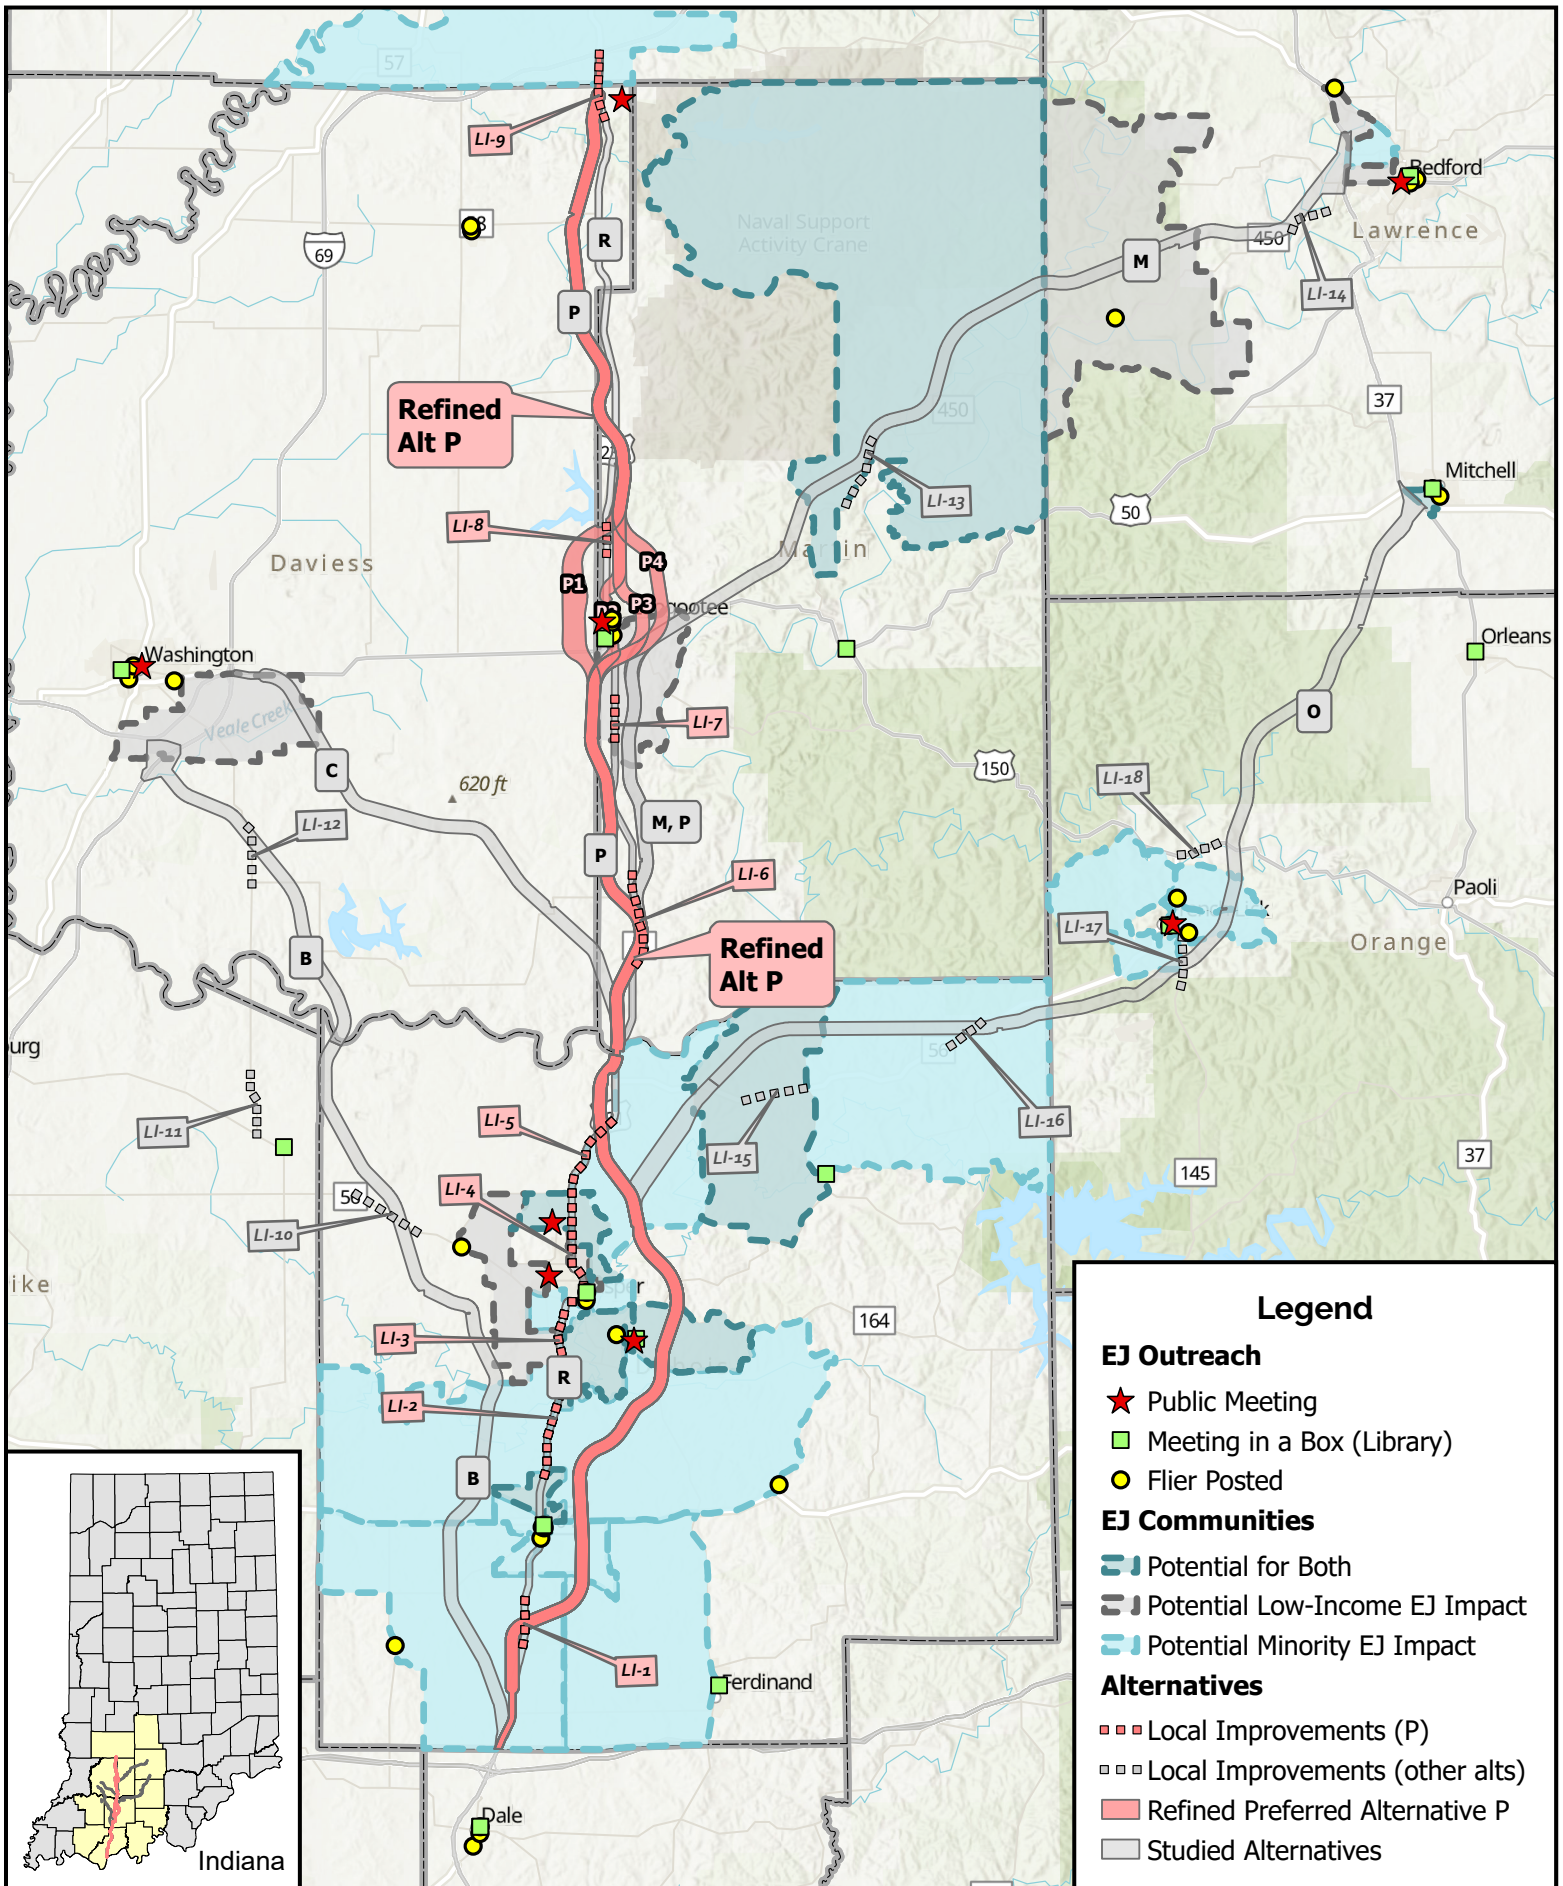 57
LI-9
Bedford
Naval Support
Activity Crane
69
R
450
Lawrence
M
LI-14
P
Refined
Alt P
37
450
Mitchell
LI-13
50
LI-8
Daviess
P1
P4
P3
Washington
Orleans
Veale Creek
LI-7
O
C
150
620 ft
LI-18
LI-12
M, P
P
LI-6
Paoli
LI-17
Orange
B
Refined
Alt P
56
LI-5
LI-16
LI-11
LI-15
37
145
LI-4
LI-10
164
LI-3
R
LI-2
B
LI-1
Ferdinand
Dale
Indiana
Legend
EJ Outreach
Public Meeting
Meeting in a Box (Library)
Flier Posted
EJ Communities
Potential for Both
Potential Low-Income EJ Impact
Potential Minority EJ Impact
Alternatives
Local Improvements (P)
Local Improvements (other alts)
Refined Preferred Alternative P
Studied Alternatives